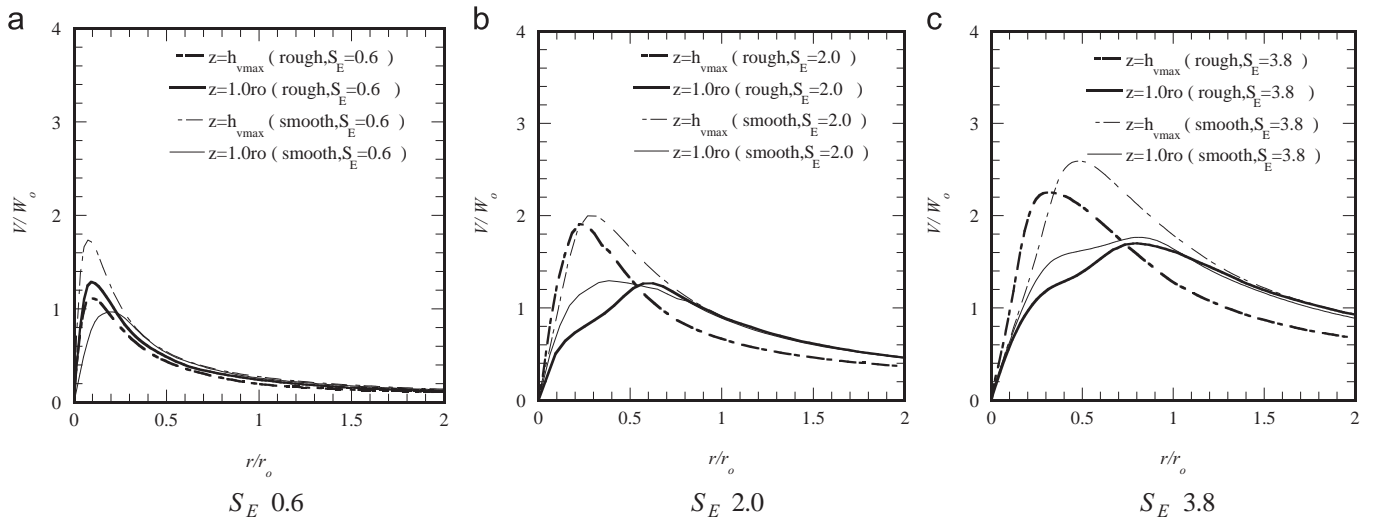 a
4
3
2
1
0
V/W_o
z=h_vmax ( rough,S_E=0.6 )
z=1.0ro ( rough,S_E=0.6 )
z=h_vmax ( smooth,S_E=0.6 )
z=1.0ro ( smooth,S_E=0.6 )
0 0.5 1 1.5 2
r/r_o
S_E 0.6
b
4
3
2
1
0
V/W_o
z=h_vmax ( rough,S_E=2.0 )
z=1.0ro ( rough,S_E=2.0 )
z=h_vmax ( smooth,S_E=2.0 )
z=1.0ro ( smooth,S_E=2.0 )
0 0.5 1 1.5 2
r/r_o
S_E 2.0
c
4
3
2
1
0
V/W_o
z=h_vmax ( rough,S_E=3.8 )
z=1.0ro ( rough,S_E=3.8 )
z=h_vmax ( smooth,S_E=3.8 )
z=1.0ro ( smooth,S_E=3.8 )
0 0.5 1 1.5 2
r/r_o
S_E 3.8